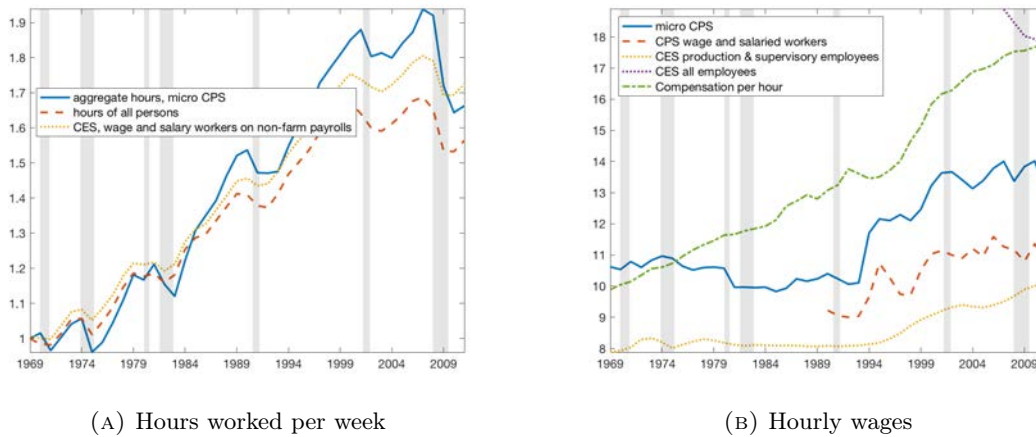 1.9
1.8
1.7
1.6
1.5
1.4
1.3
1.2
1.1
1
aggregate hours, micro CPS
hours of all persons
CES, wage and salary workers on non-farm payrolls
1969 1974 1979 1984 1989 1994 1999 2004 2009
(A) Hours worked per week
18
17
16
15
14
13
12
11
10
9
8
micro CPS
CPS wage and salaried workers
CES production & supervisory employees
CES all employees
Compensation per hour
1969 1974 1979 1984 1989 1994 1999 2004 2009
(B) Hourly wages